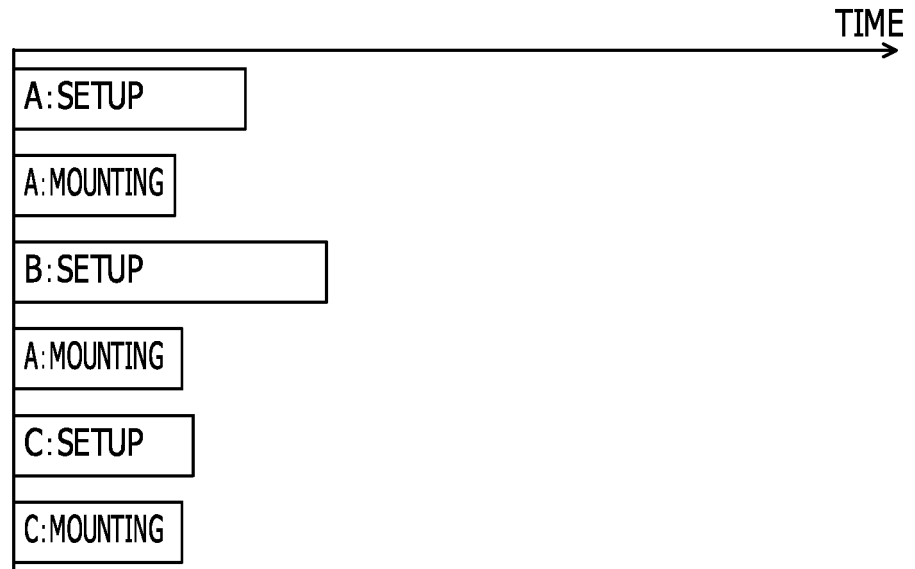 TIME
A:SETUP
A:MOUNTING
B:SETUP
A:MOUNTING
C:SETUP
C:MOUNTING